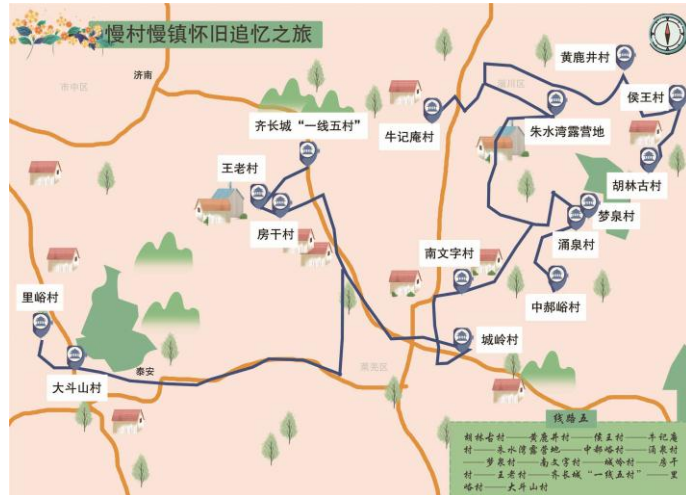 慢村慢镇怀旧追忆之旅
黄鹿井村
市中区
济南
淄川区
侯王村
齐长城“一线五村”
牛记庵村
朱水湾露营地
王老村
胡林古村
梦泉村
房干村
涌泉村
南文字村
里峪村
中郝峪村
城岭村
大斗山村
泰安
莱芜区
线路五
胡林古村——黄鹿井村——侯王村——牛记庵
村——朱水湾露营地——中郝峪村——涌泉村
——梦泉村——南文字村——城岭村——房干
村——王老村——齐长城“一线五村”——里
峪村——大斗山村